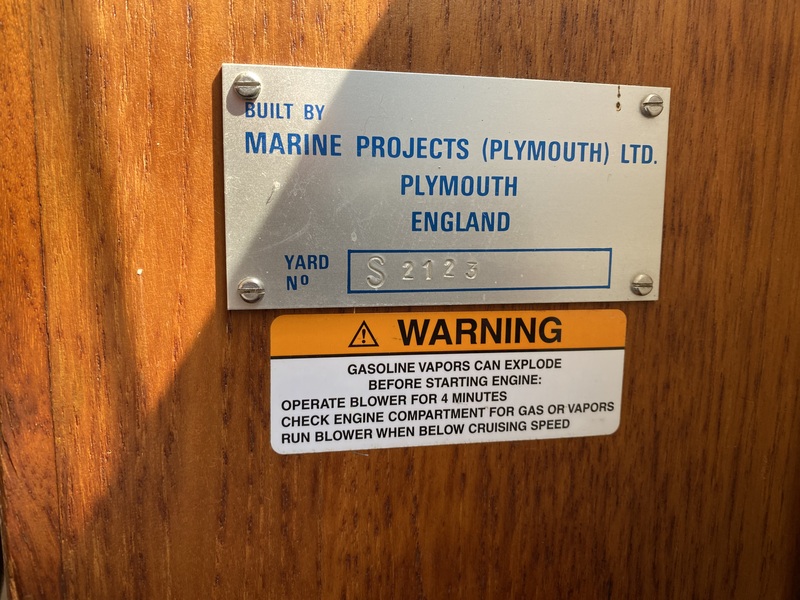 BUILT BY
MARINE PROJECTS (PLYMOUTH) LTD.
PLYMOUTH
ENGLAND
YARD
Nº
S 2123
WARNING
GASOLINE VAPORS CAN EXPLODE
BEFORE STARTING ENGINE:
OPERATE BLOWER FOR 4 MINUTES
CHECK ENGINE COMPARTMENT FOR GAS OR VAPORS
RUN BLOWER WHEN BELOW CRUISING SPEED